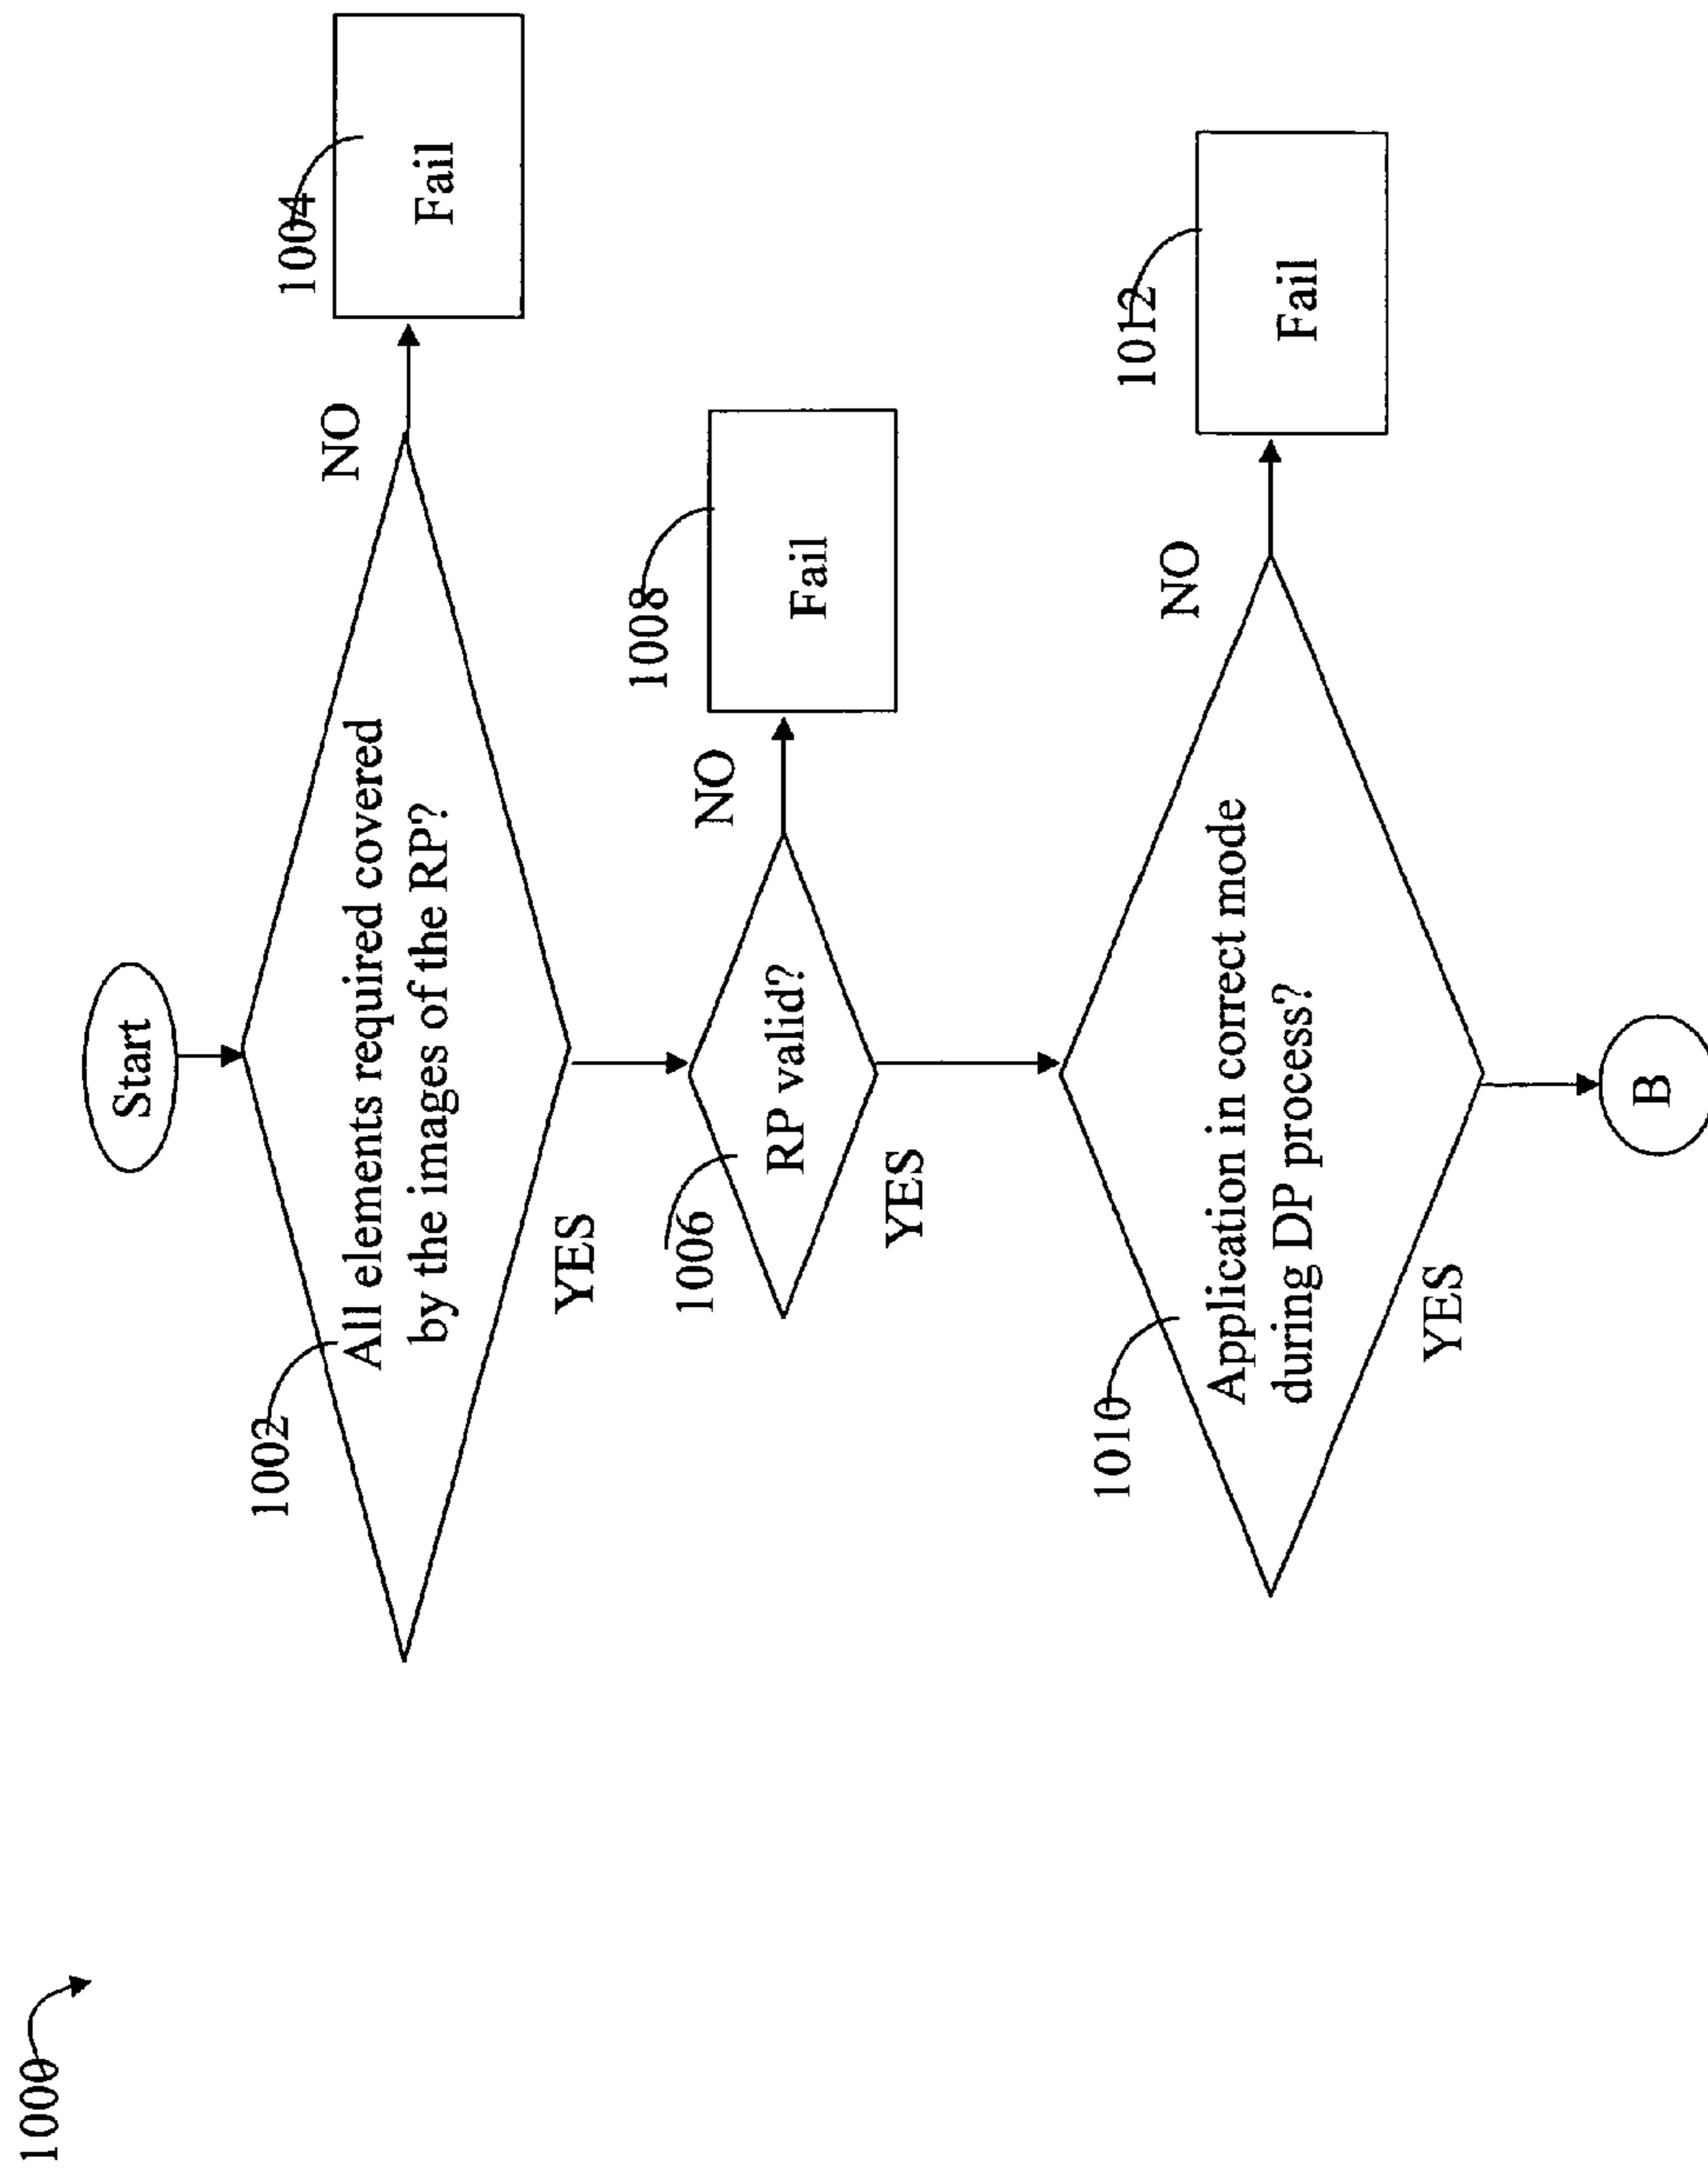 1000
Start
1002
All elements required covered
by the images of the RP?
NO
1004
Fail
YES
1006
RP valid?
NO
1008
Fail
YES
1010
Application in correct mode
during DP process?
NO
1012
Fail
YES
B